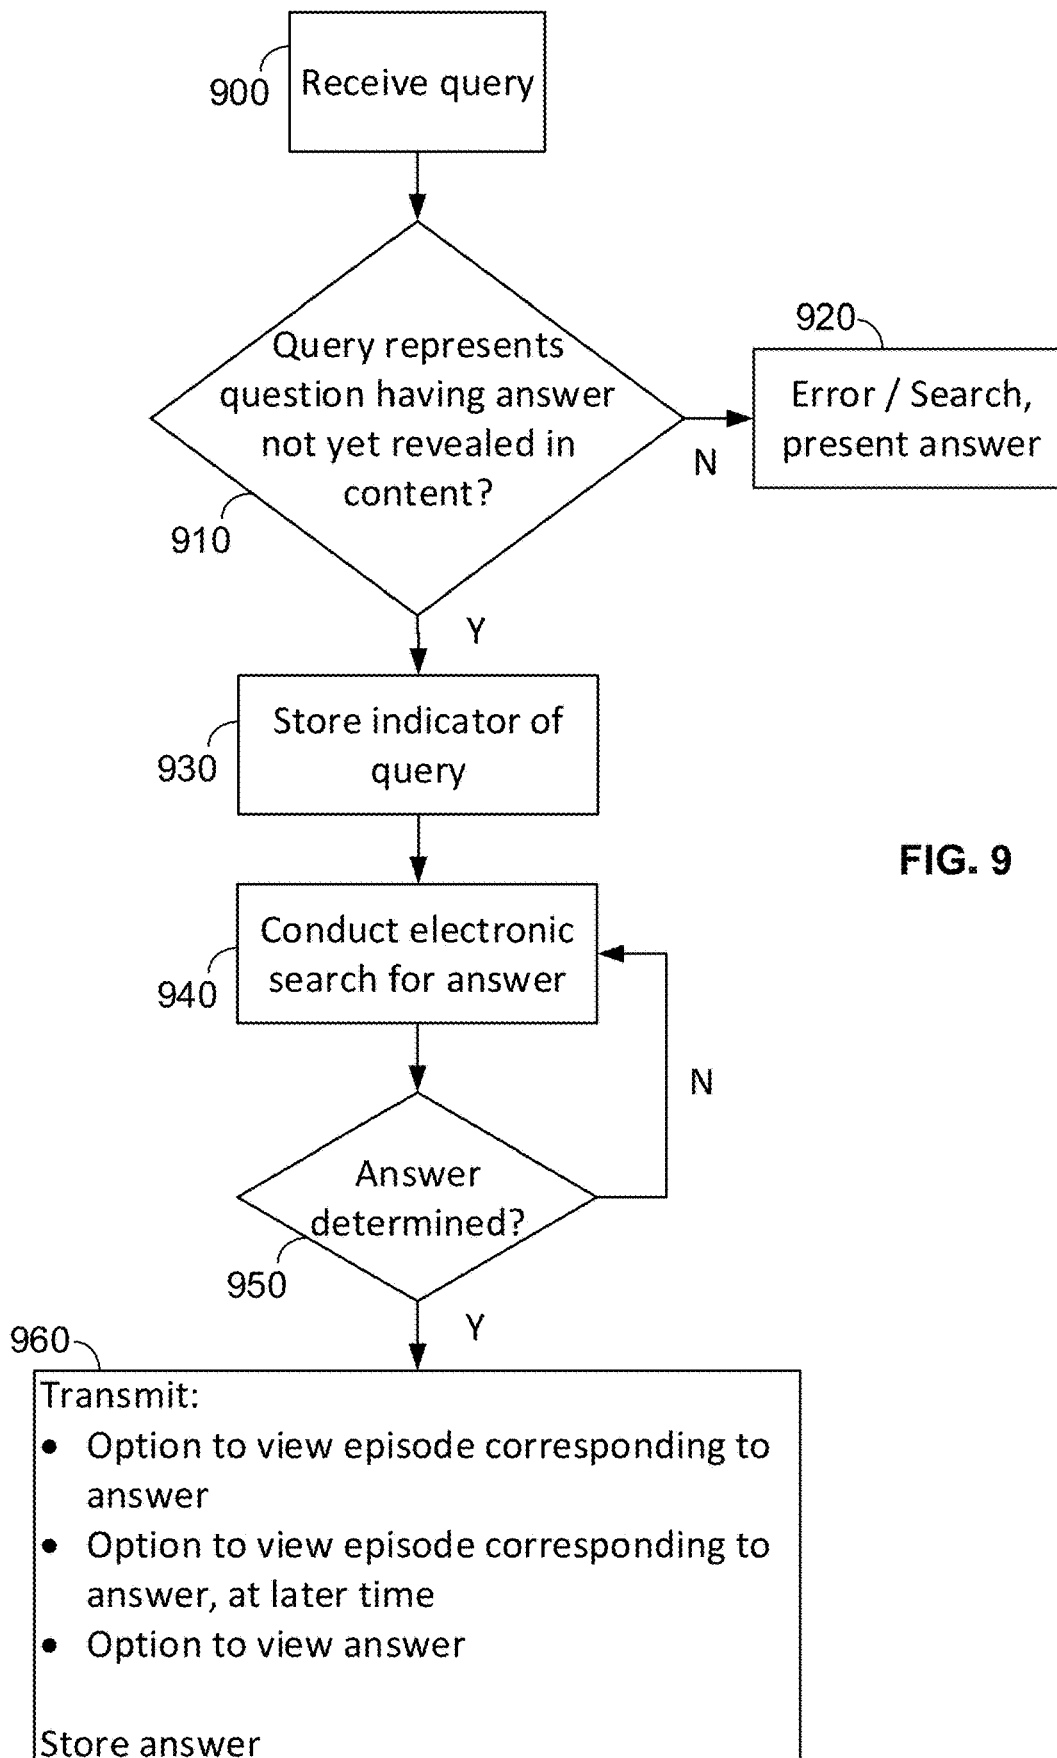 Receive query
900
920
Query represents
question having answer
not yet revealed in
content?
Error / Search,
present answer
N
910
Y
Store indicator of
query
930
FIG. 9
Conduct electronic
search for answer
940
N
Answer
determined?
950
Y
960
Transmit:
• Option to view episode corresponding to
answer
• Option to view episode corresponding to
answer, at later time
• Option to view answer
Store answer